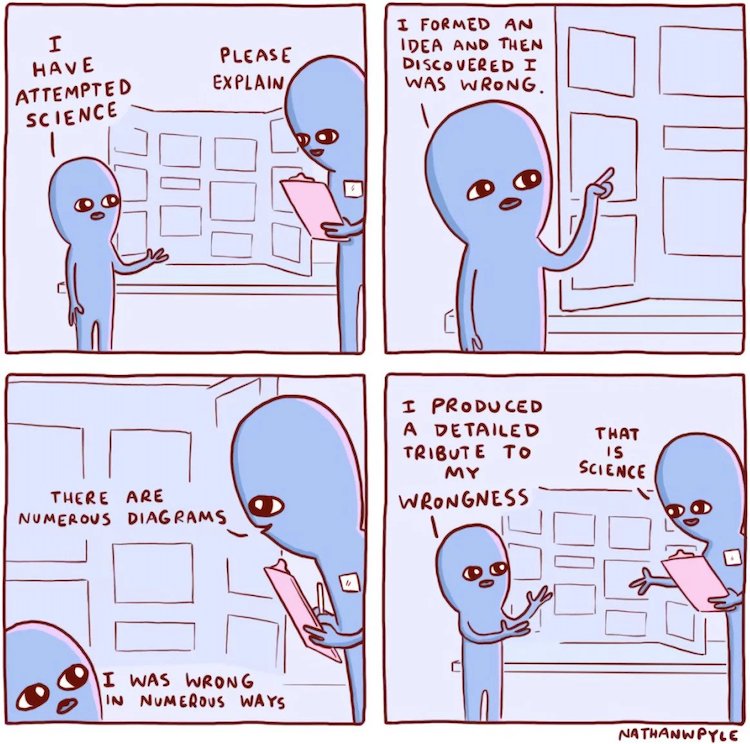 I
HAVE
ATTEMPTED
SCIENCE
PLEASE
EXPLAIN
I FORMED AN
IDEA AND THEN
DISCOVERED I
WAS WRONG.
THERE ARE
NUMEROUS DIAGRAMS
I WAS WRONG
IN NUMEROUS WAYS
I PRODUCED
A DETAILED
TRIBUTE TO
MY
WRONGNESS
THAT
IS
SCIENCE
NATHANWPYLE